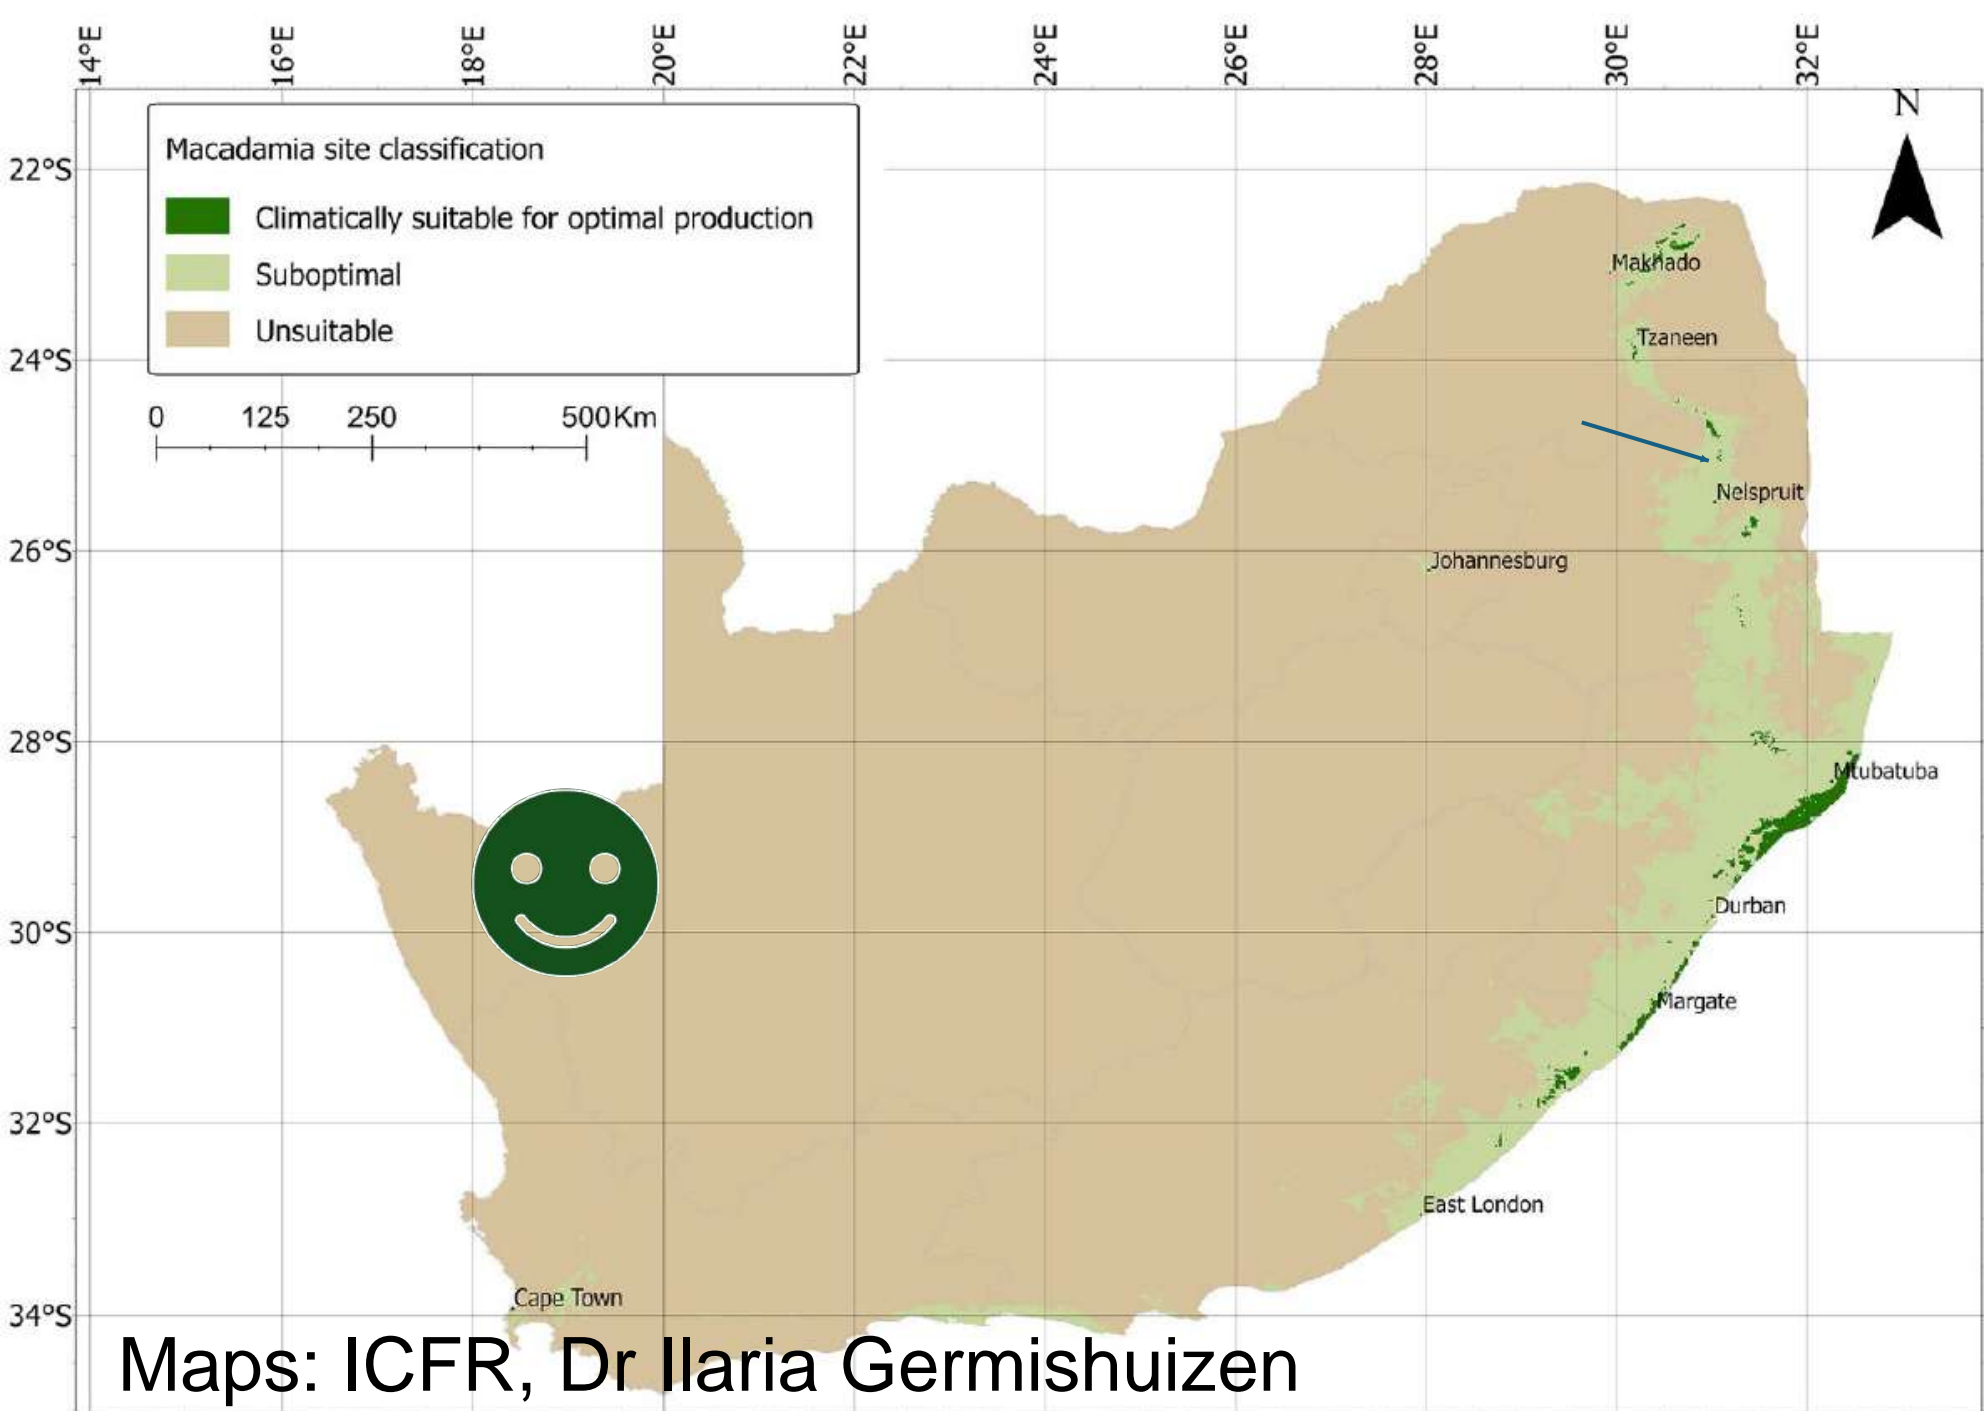 14°E 16°E 18°E 20°E 22°E 24°E 26°E 28°E 30°E 32°E
N
Macadamia site classification
Climatically suitable for optimal production
Suboptimal
Unsuitable
0 125 250 500Km
22°S
24°S
26°S
28°S
30°S
32°S
34°S
Makhado
Tzaneen
Nelspruit
Johannesburg
Mtubatuba
Durban
Margate
East London
Cape Town
Maps: ICFR, Dr Ilaria Germishuizen